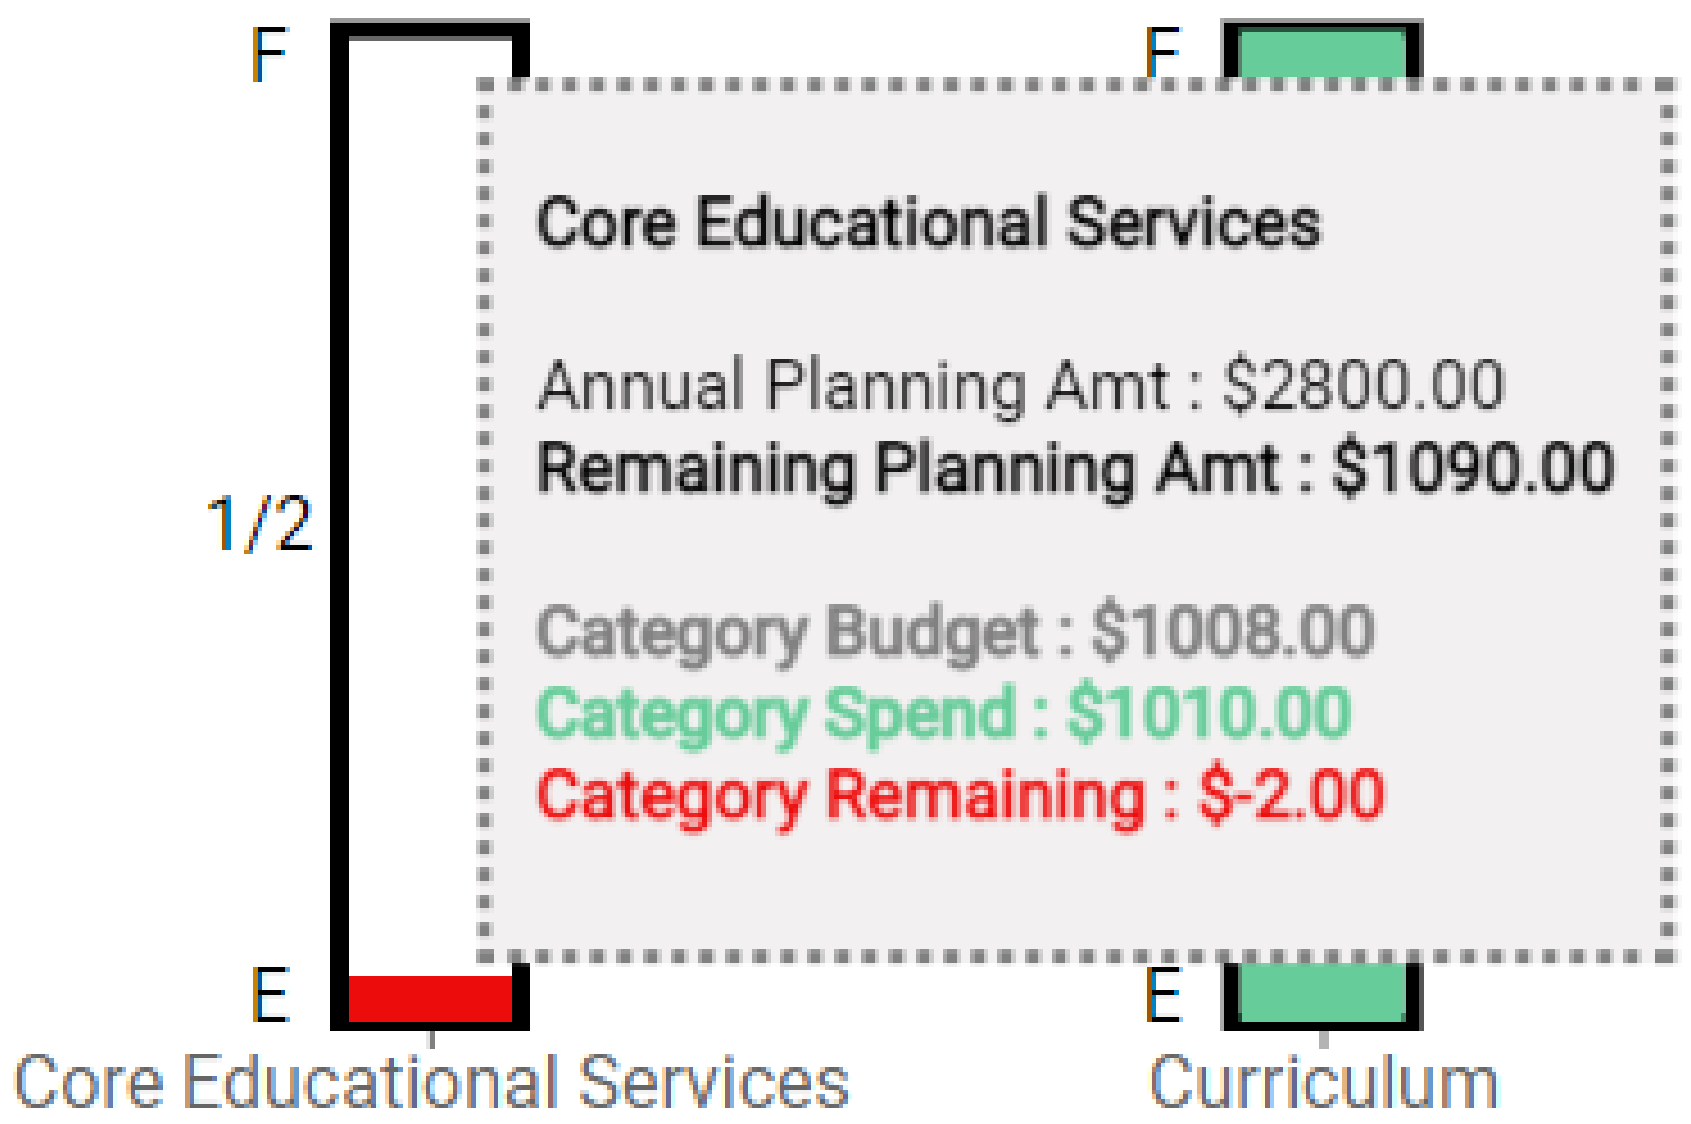 F
F
Core Educational Services
Annual Planning Amt : $2800.00
Remaining Planning Amt : $1090.00
1/2
Category Budget : $1008.00
Category Spend : $1010.00
Category Remaining : $-2.00
E
E
Core Educational Services
Curriculum